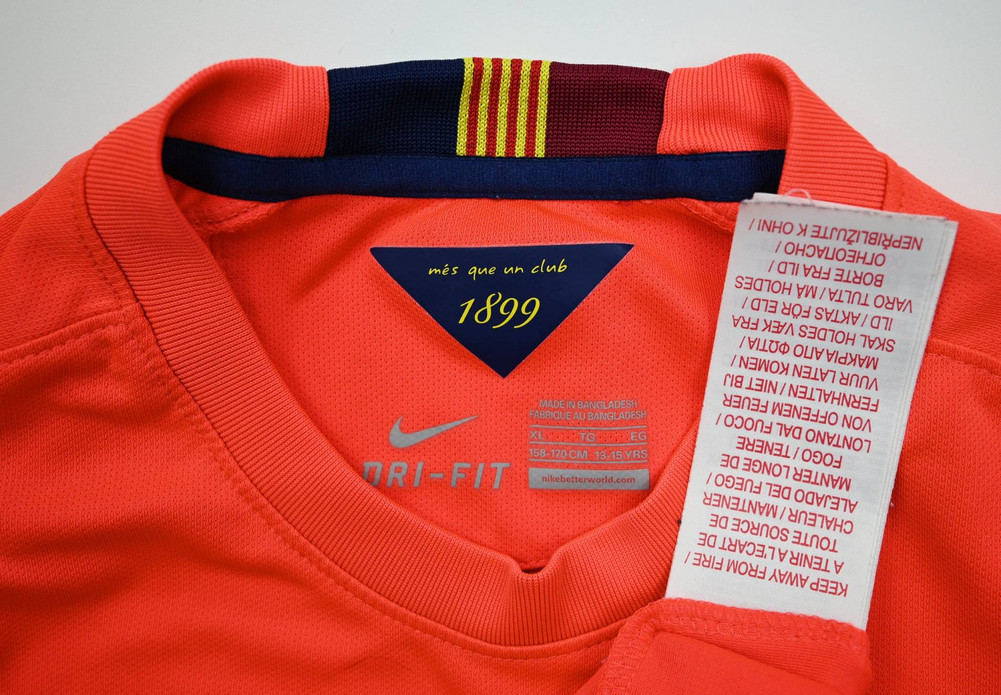 més que un club
1899
MADE IN BANGLADESH
FABRIQUE AU BANGLADESH
XL TG EG
158-170 CM 13-15 YRS
nikebetterworld.com
DRI-FIT
KEEP AWAY FROM FIRE /
A TENIR A L'ECART DE
TOUTE SOURCE DE
CHALEUR / MANTENER
ALEJADO DEL FUEGO /
MANTER LONGE DE
FOGO / TENERE
LONTANO DAL FUOCO /
VON OFFENEM FEUER
FERNHALTEN / NIET BIJ
VUUR LATEN KOMEN /
ΜΑΚΡΙΑ ΑΠΟ ΦΩΤΙΑ /
SKAL HOLDES VÆK FRA
ILD / AKTAS FÖR ELD /
VARO TULTA / MÅ HOLDES
BORTE FRA ILD /
ОГНЕОПАСНО /
NEPŘIBLIŽUJTE K OHNI /